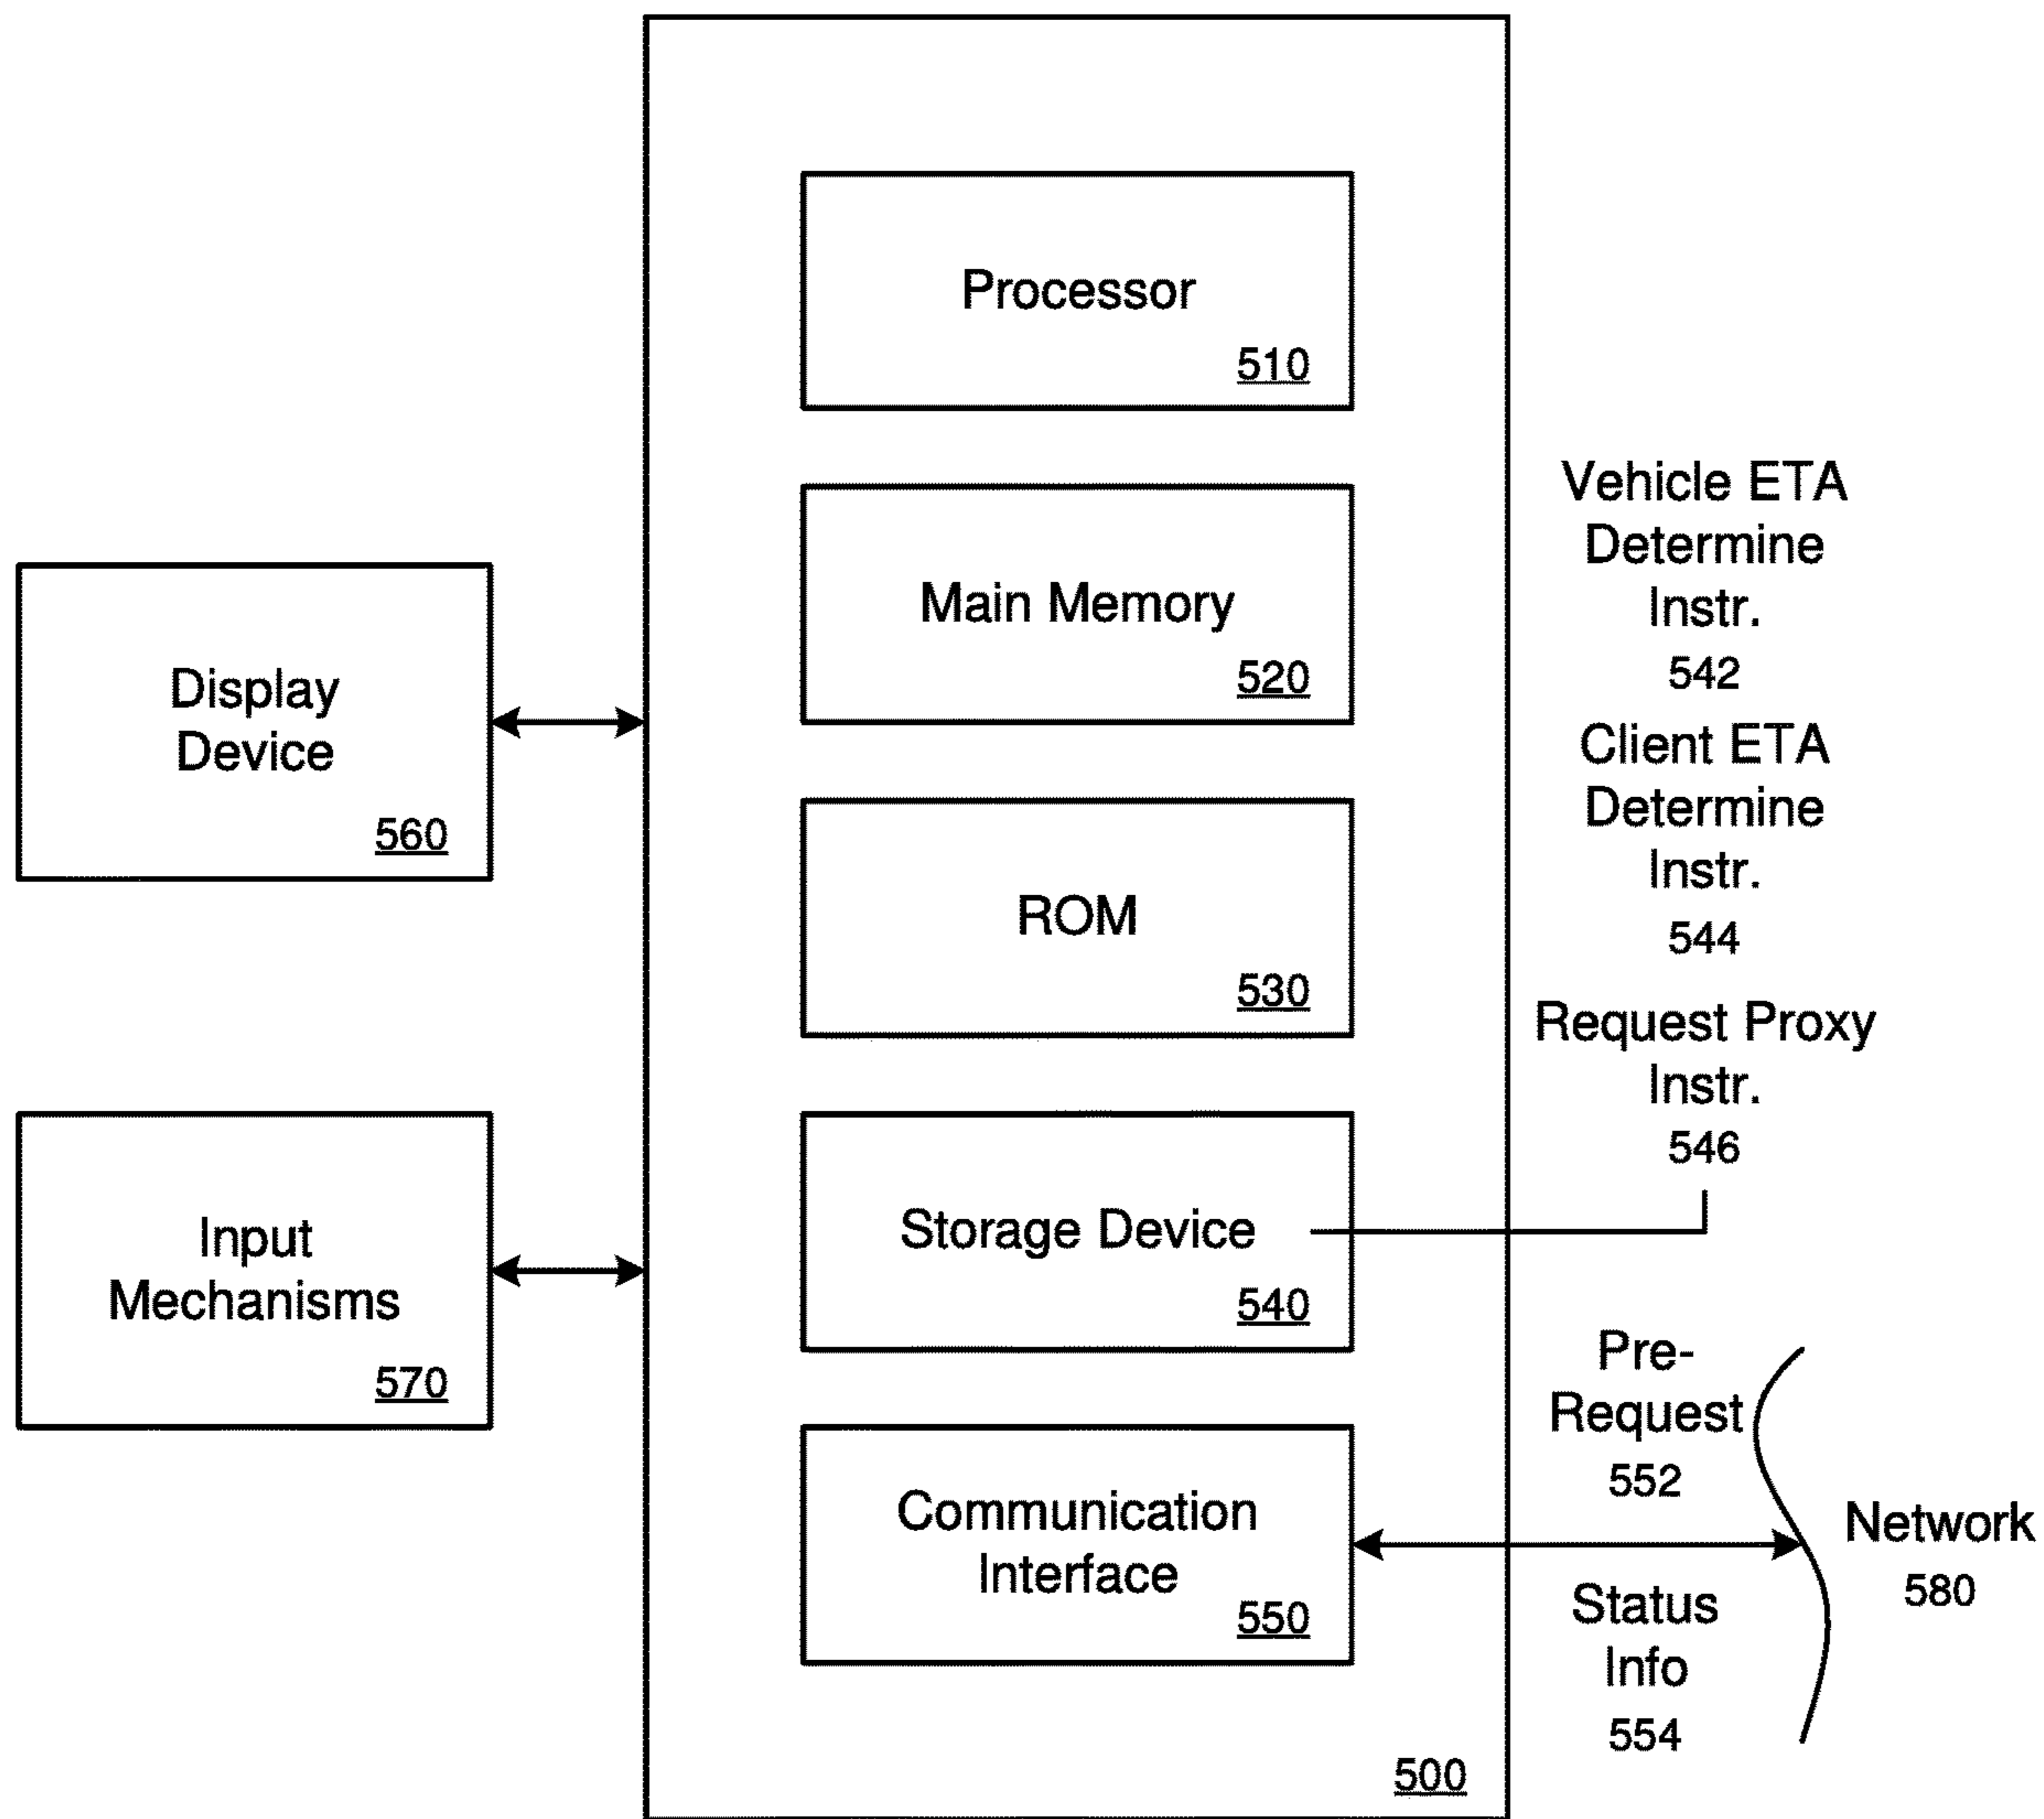 Processor
510
Main Memory
520
ROM
530
Storage Device
540
Communication
Interface
550
500
Display
Device
560
Input
Mechanisms
570
Vehicle ETA
Determine
Instr.
542
Client ETA
Determine
Instr.
544
Request Proxy
Instr.
546
Pre-
Request
552
Status
Info
554
Network
580